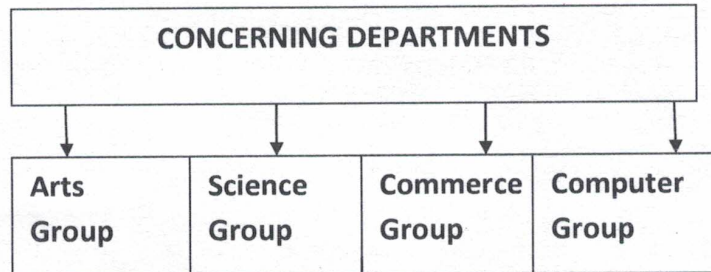 CONCERNING DEPARTMENTS
Arts
Group
Science
Group
Commerce
Group
Computer
Group